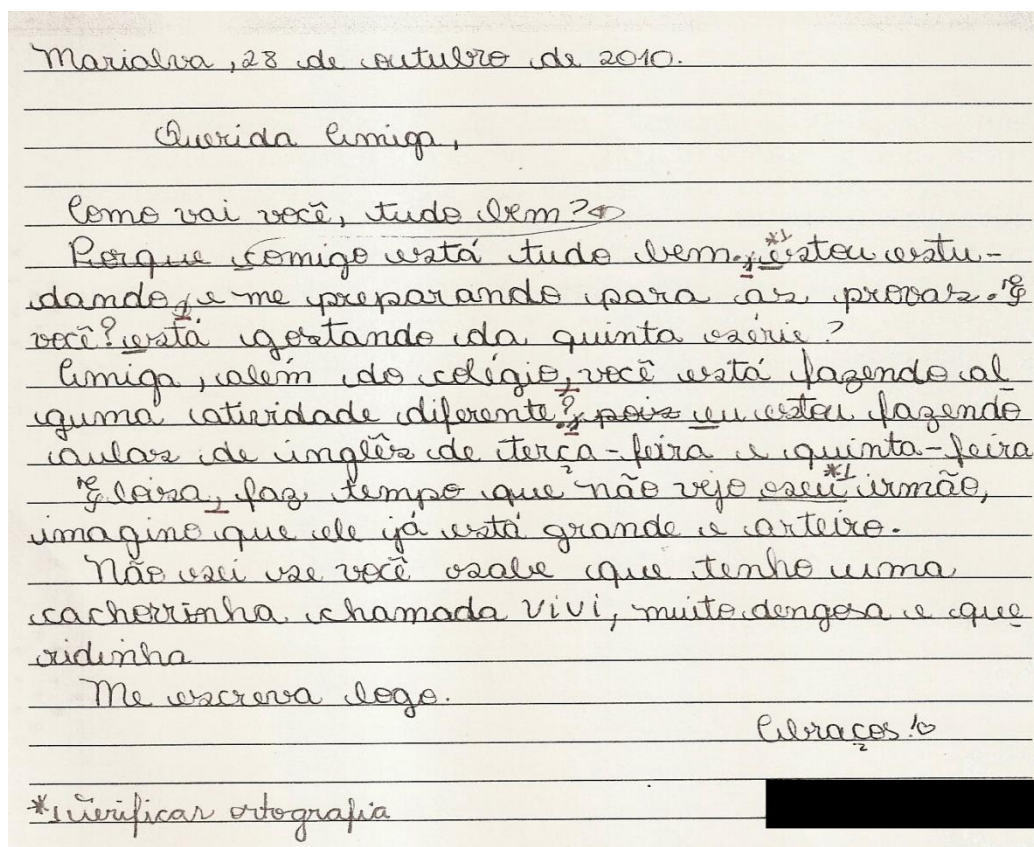 Marialva, 28 de outubro de 2010.
Querida Amiga,
Como vai você, tudo bem?
Porque comigo está tudo bem, *1 estou estu-
dando, e me preparando para as provas. E
você? está gostando da quinta série?
Amiga, além do colégio, você está fazendo al
guma atividade diferente? pois eu estou fazendo
aulas de inglês de terça-feira e quinta-feira
faz tempo que não vejo seu *1 irmão,
imagino que ele já está grande e arteiro.
Não sei se você sabe que tenho uma
cachorrinha chamada Vivi, muito dengosa e que
ridinha
Me escreva logo.
Abraços!
*1 verificar ortografia